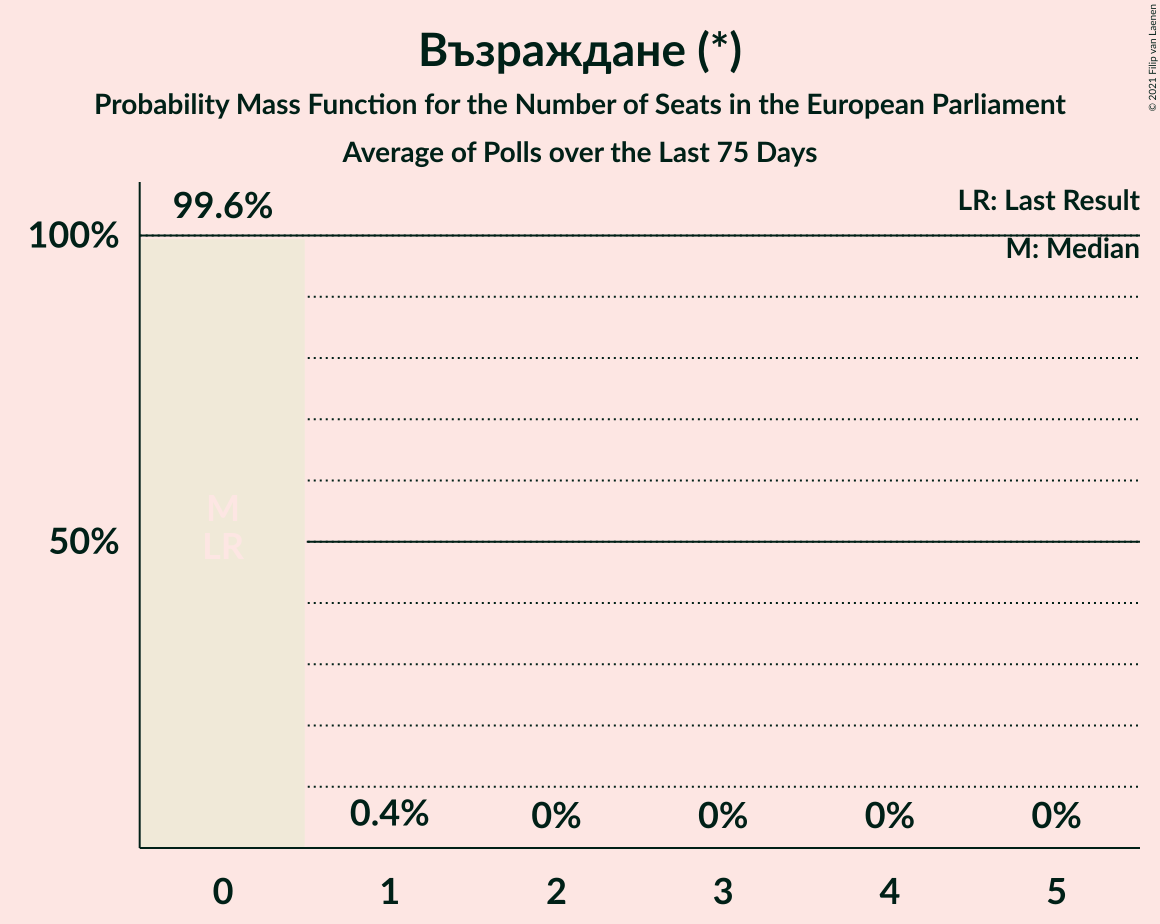 Възраждане (*)
Probability Mass Function for the Number of Seats in the European Parliament
Average of Polls over the Last 75 Days
© 2021 Filip van Laenen
LR: Last Result
M: Median
99.6%
100%
M
LR
50%
0.4%
0%
0%
0%
0%
0
1
2
3
4
5